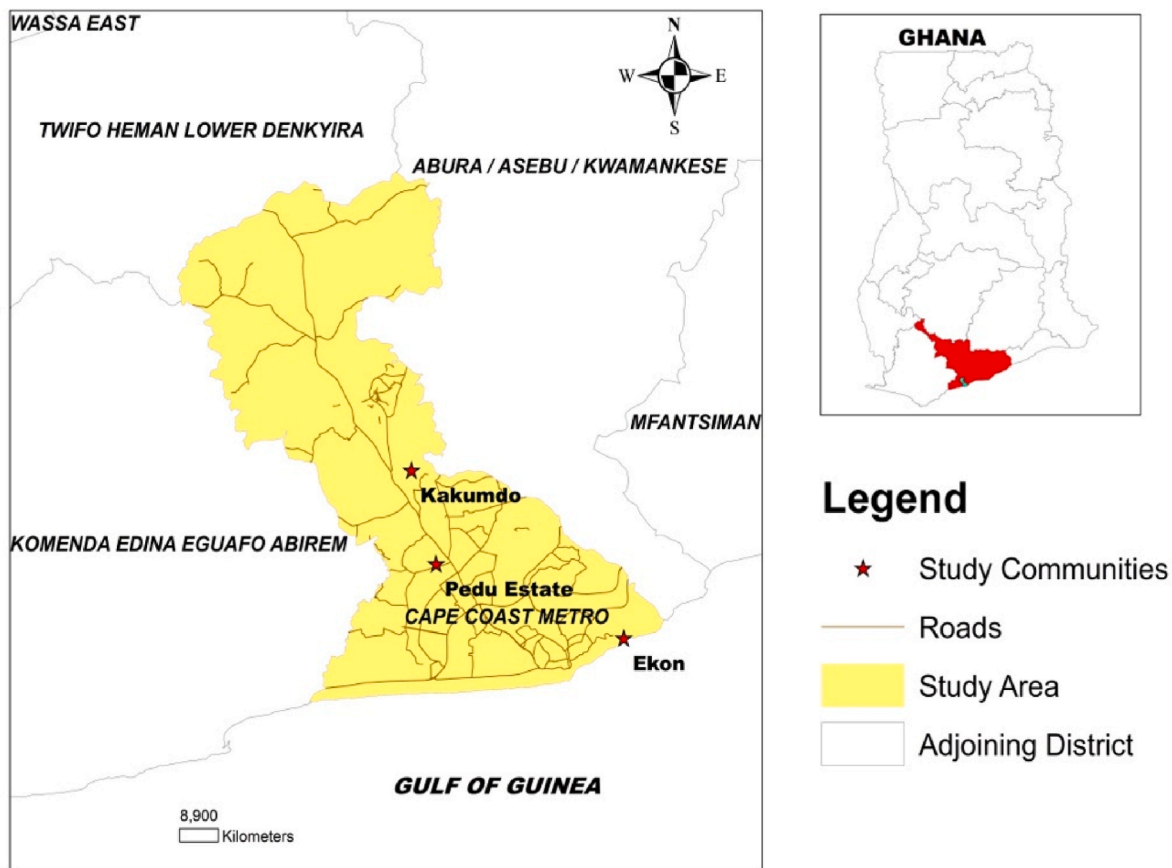 WASSA EAST
N
W
E
S
TWIFO HEMAN LOWER DENKYIRA
ABURA / ASEBU / KWAMANKESE
MFANTSIMAN
Kakumdo
KOMENDA EDINA EGUAFO ABIREM
Pedu Estate
CAPE COAST METRO
Ekon
GULF OF GUINEA
8,900
Kilometers
GHANA
Legend
Study Communities
Roads
Study Area
Adjoining District